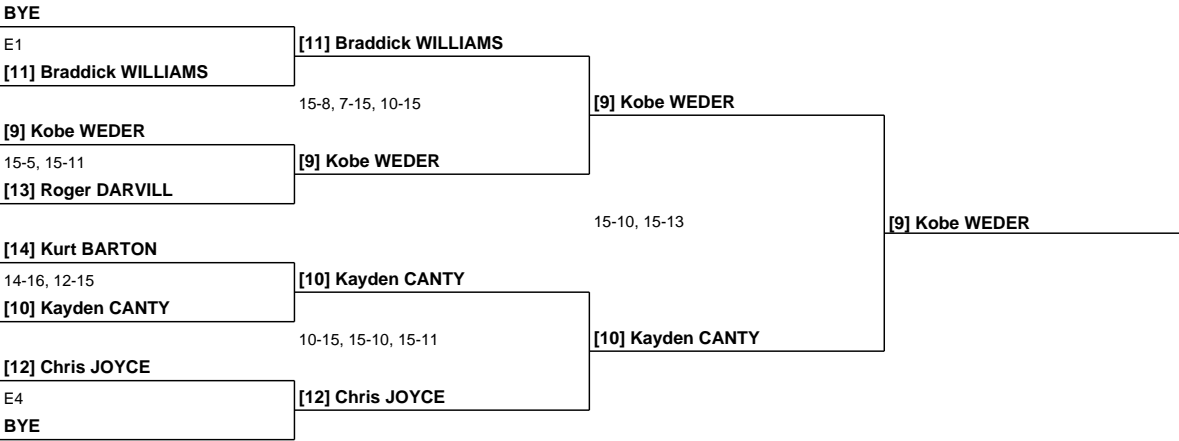 BYE
E1
[11] Braddick WILLIAMS
[9] Kobe WEDER
15-5, 15-11
[13] Roger DARVILL
[14] Kurt BARTON
14-16, 12-15
[10] Kayden CANTY
[12] Chris JOYCE
E4
BYE
[11] Braddick WILLIAMS
15-8, 7-15, 10-15
[9] Kobe WEDER
[10] Kayden CANTY
10-15, 15-10, 15-11
[12] Chris JOYCE
[9] Kobe WEDER
15-10, 15-13
[10] Kayden CANTY
[9] Kobe WEDER